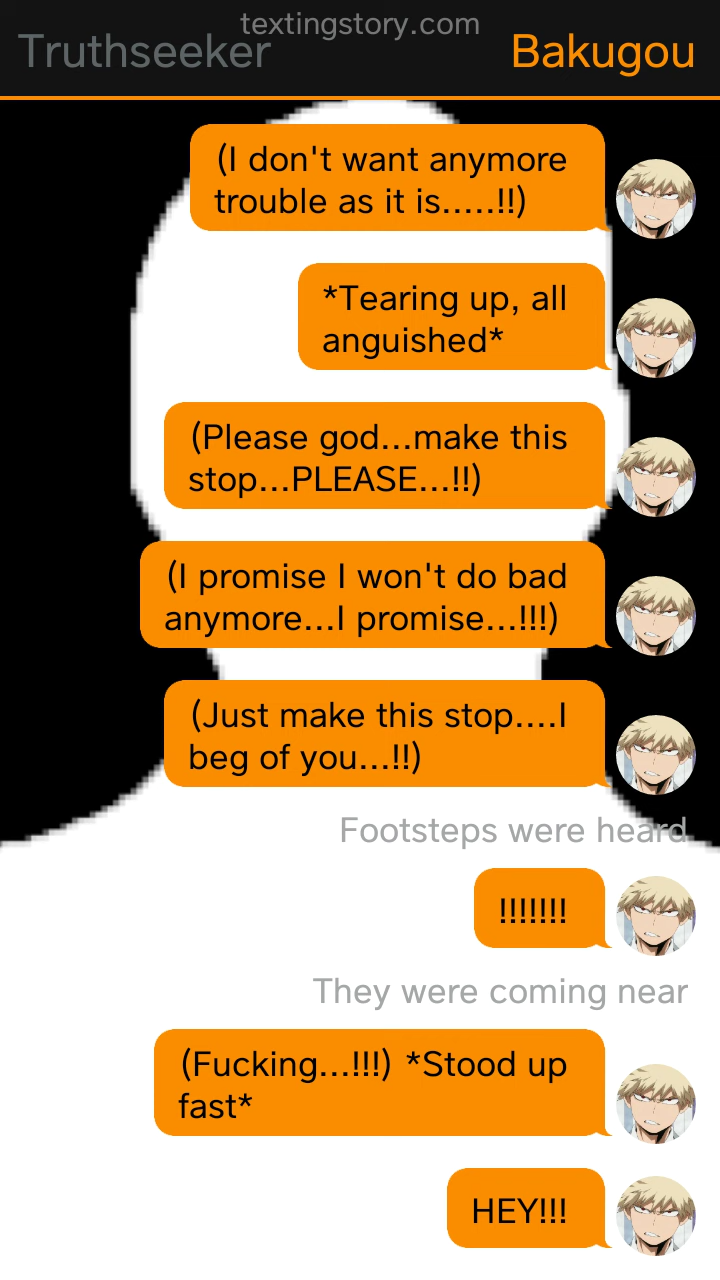 textingstory.com
Truthseeker
Bakugou
(I don't want anymore
trouble as it is.....!!)
*Tearing up, all
anguished*
(Please god...make this
stop...PLEASE...!!)
(I promise I won't do bad
anymore...I promise...!!!)
(Just make this stop....I
beg of you...!!)
Footsteps were heard
!!!!!!!
They were coming near
(Fucking...!!!) *Stood up
fast*
HEY!!!